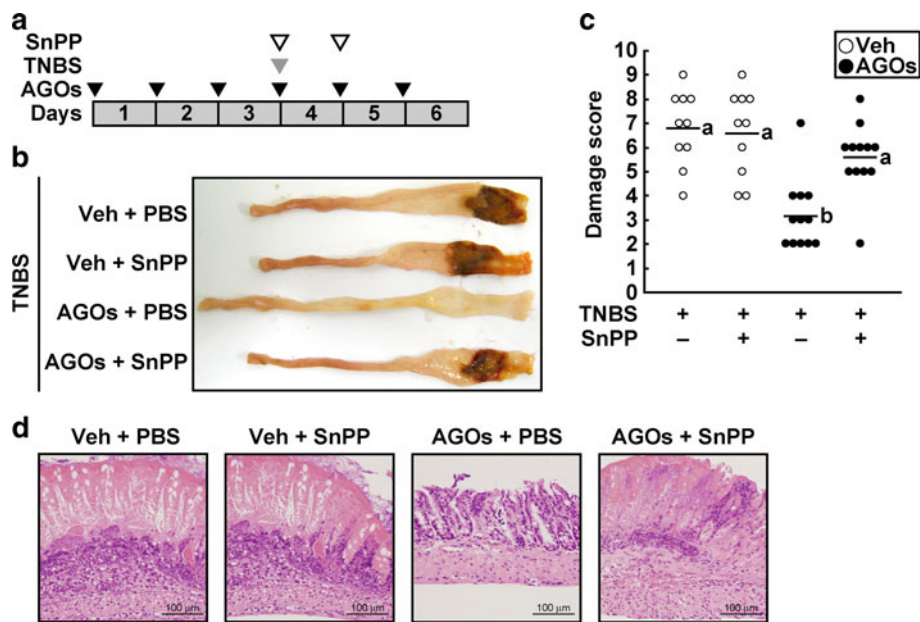 a
SnPP
TNBS
AGOs
Days 1 2 3 4 5 6
b
TNBS
Veh + PBS
Veh + SnPP
AGOs + PBS
AGOs + SnPP
c
Veh
AGOs
Damage score
10
9
8
7
6
5
4
3
2
1
0
a
a
b
a
TNBS + + + +
SnPP – + – +
d
Veh + PBS
Veh + SnPP
AGOs + PBS
AGOs + SnPP
100 µm
100 µm
100 µm
100 µm